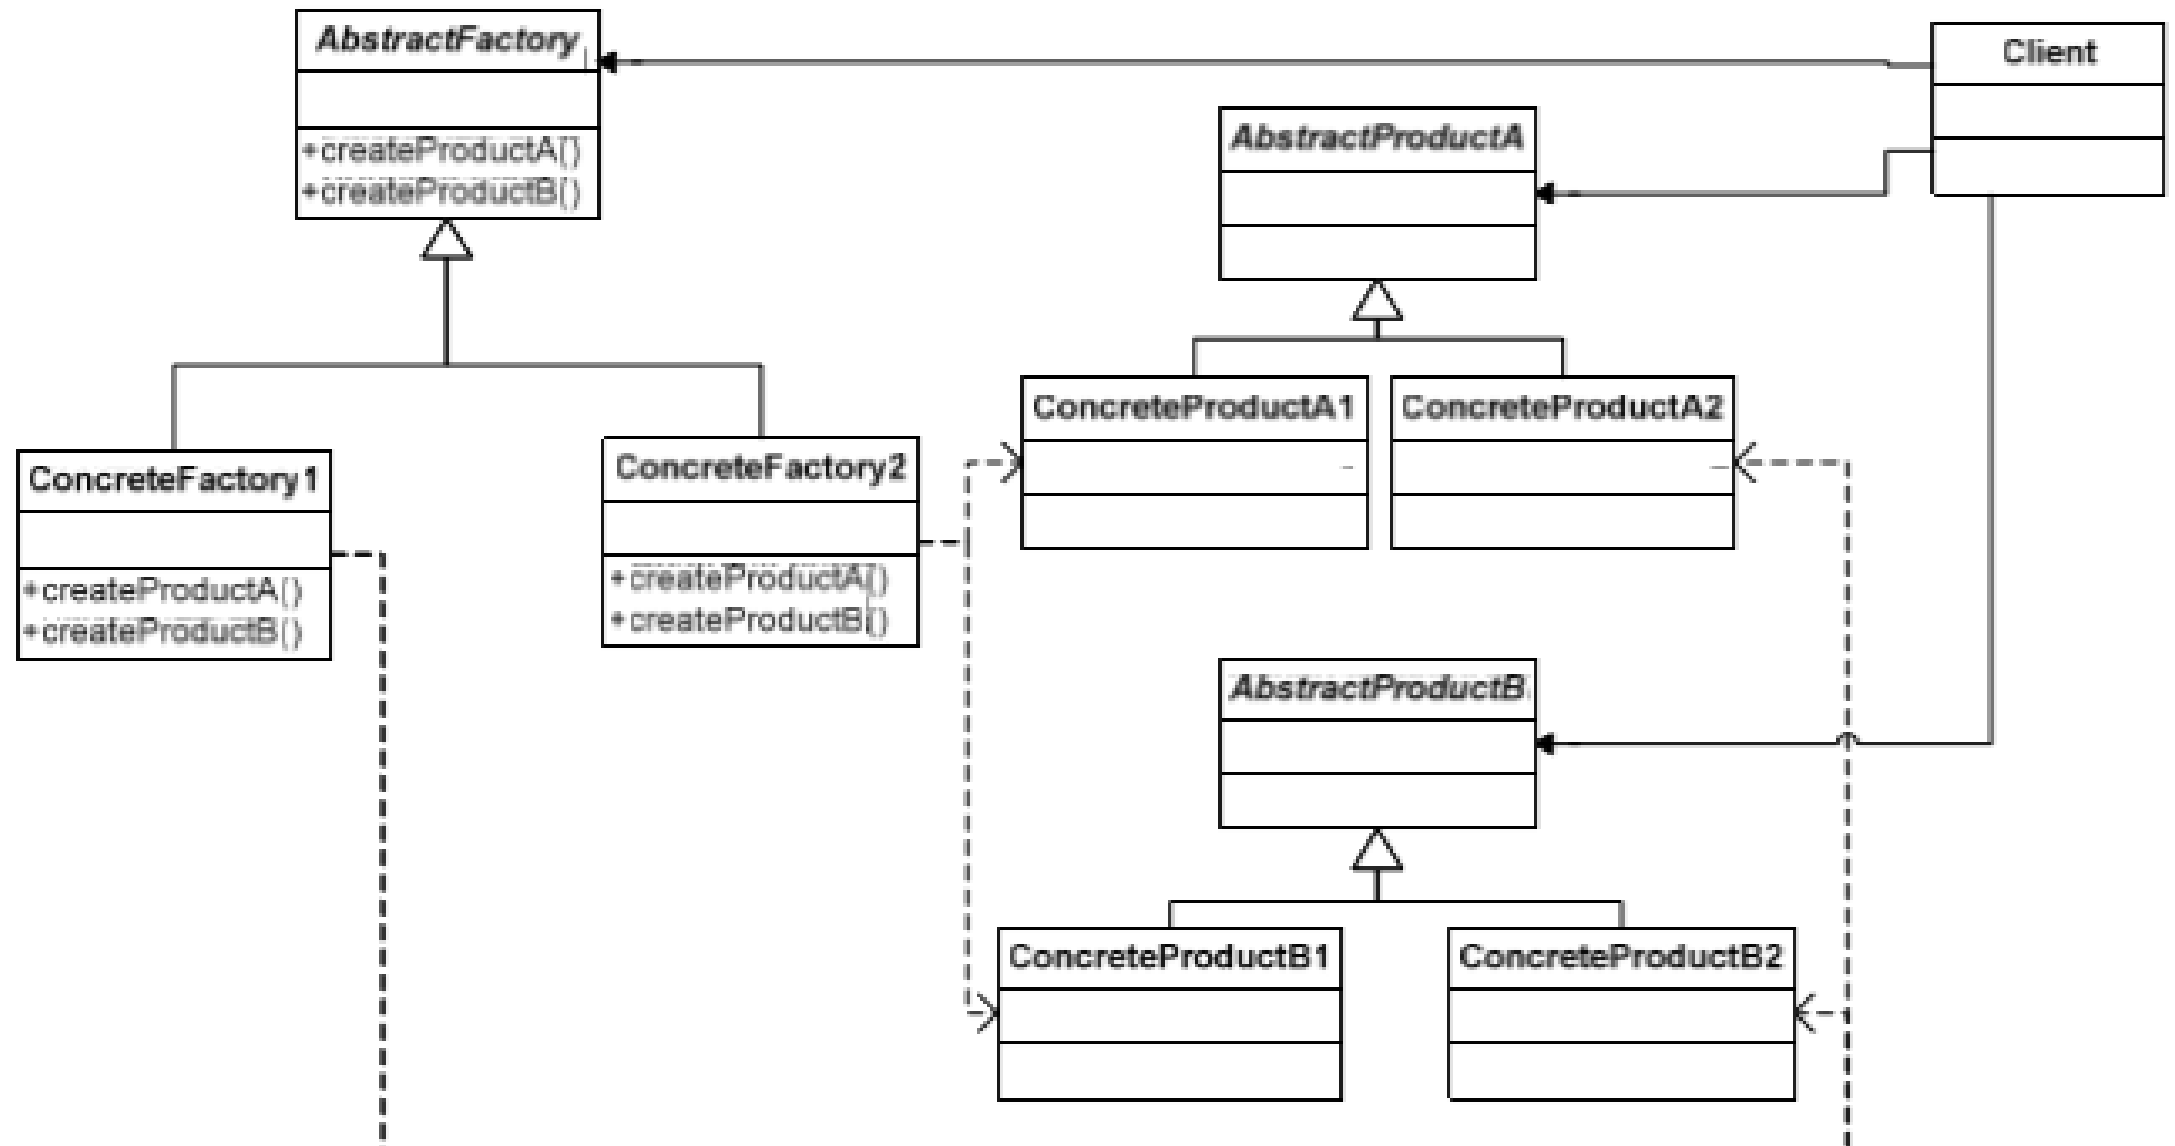 AbstractFactory
+createProductA()
+createProductB()
Client
AbstractProductA
ConcreteProductA1
ConcreteProductA2
ConcreteFactory1
+createProductA()
+createProductB()
ConcreteFactory2
+createProductA()
+createProductB()
AbstractProductB
ConcreteProductB1
ConcreteProductB2